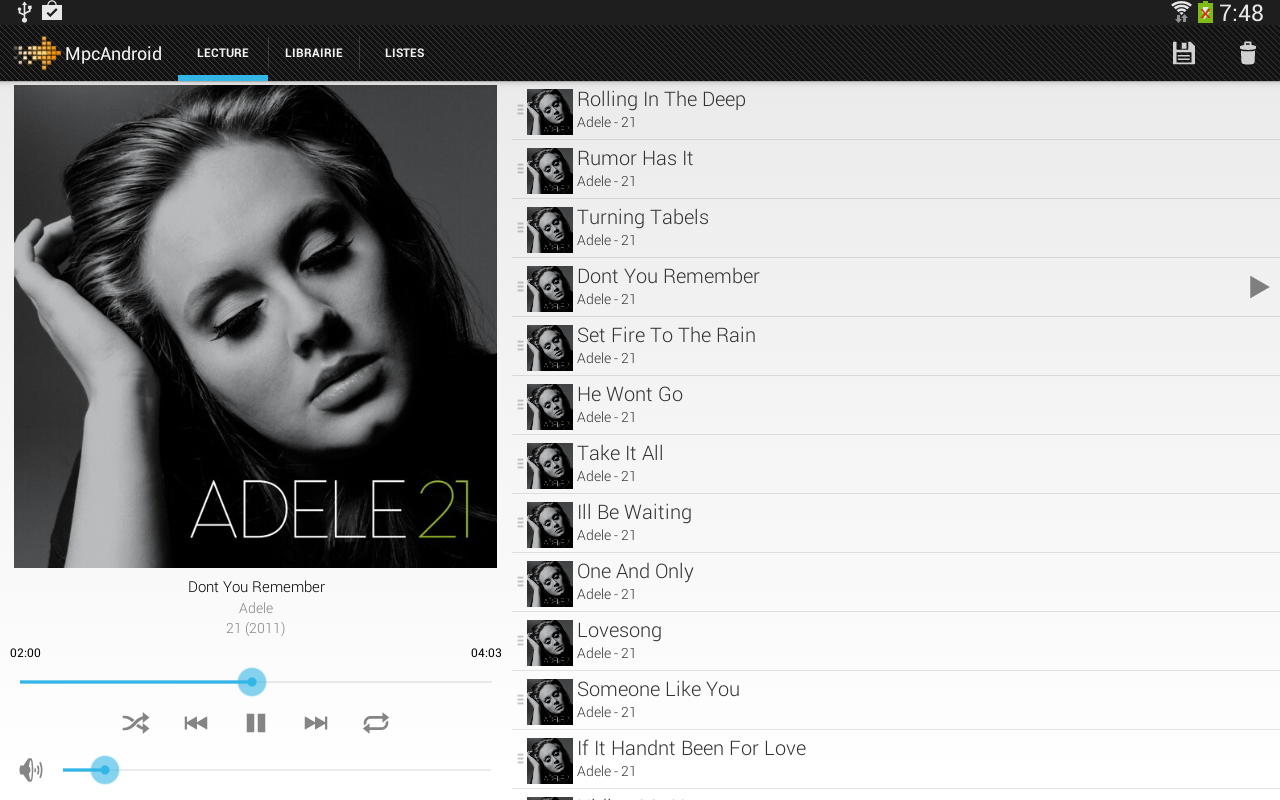 7:48
MpcAndroid
LECTURE
LIBRAIRIE
LISTES
ADELE 21
Dont You Remember
Adele
21 (2011)
02:00
04:03
Rolling In The Deep
Adele - 21
Rumor Has It
Adele - 21
Turning Tabels
Adele - 21
Dont You Remember
Adele - 21
Set Fire To The Rain
Adele - 21
He Wont Go
Adele - 21
Take It All
Adele - 21
Ill Be Waiting
Adele - 21
One And Only
Adele - 21
Lovesong
Adele - 21
Someone Like You
Adele - 21
If It Handnt Been For Love
Adele - 21